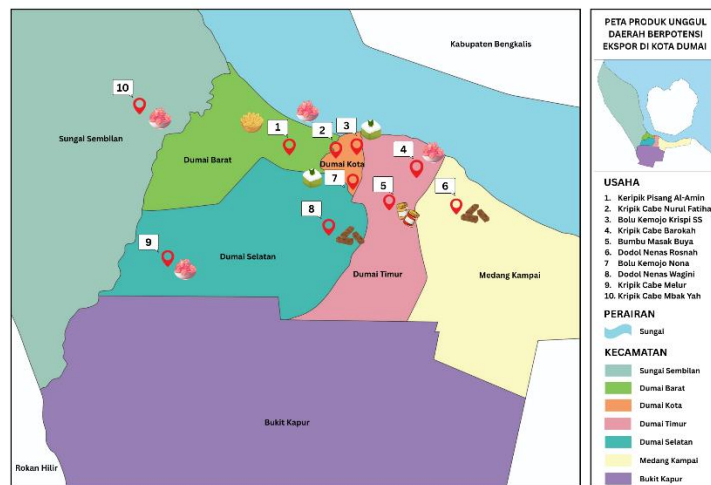 Kabupaten Bengkalis
10
Sungai Sembilan
1
2
3
Dumai Barat
Dumai Kota
4
7
5
6
8
9
Dumai Selatan
Dumai Timur
Medang Kampai
Bukit Kapur
Rokan Hilir
PETA PRODUK UNGGUL
DAERAH BERPOTENSI
EKSPOR DI KOTA DUMAI
USAHA
1. Keripik Pisang Al-Amin
2. Kripik Cabe Nurul Fatiha
3. Bolu Kemojo Krispi SS
4. Kripik Cabe Barokah
5. Bumbu Masak Buya
6. Dodol Nenas Rosnah
7 Bolu Kemojo Nona
8. Dodol Nenas Wagini
9. Kripik Cabe Melur
10. Kripik Cabe Mbak Yah
PERAIRAN
Sungai
KECAMATAN
Sungai Sembilan
Dumai Barat
Dumai Kota
Dumai Timur
Dumai Selatan
Medang Kampai
Bukit Kapur